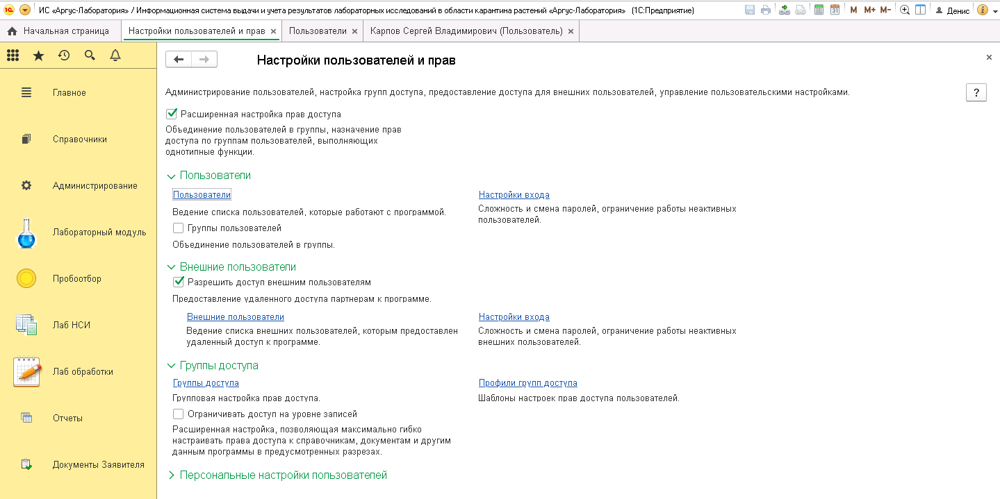 ИС «Аргус-Лаборатория» / Информационная система выдачи и учета результатов лабораторных исследований в области карантина растений «Аргус-Лаборатория» (1С:Предприятие)
M M+ M- Денис
Начальная страница
Настройки пользователей и прав
Пользователи
Карпов Сергей Владимирович (Пользователь)
Настройки пользователей и прав
Главное
Справочники
Администрирование
Лабораторный модуль
Пробоотбор
Лаб НСИ
Лаб обработки
Отчеты
Документы Заявителя
Администрирование пользователей, настройка групп доступа, предоставление доступа для внешних пользователей, управление пользовательскими настройками.
?
Расширенная настройка прав доступа
Объединение пользователей в группы, назначение прав
доступа по группам пользователей, выполняющих
однотипные функции.
Пользователи
Пользователи
Ведение списка пользователей, которые работают с программой.
Настройки входа
Сложность и смена паролей, ограничение работы неактивных
пользователей.
Группы пользователей
Объединение пользователей в группы.
Внешние пользователи
Разрешить доступ внешним пользователям
Предоставление удаленного доступа партнерам к программе.
Внешние пользователи
Ведение списка внешних пользователей, которым предоставлен
удаленный доступ к программе.
Настройки входа
Сложность и смена паролей, ограничение работы неактивных
внешних пользователей.
Группы доступа
Группы доступа
Групповая настройка прав доступа.
Профили групп доступа
Шаблоны настроек прав доступа пользователей.
Ограничивать доступ на уровне записей
Расширенная настройка, позволяющая максимально гибко
настраивать права доступа к справочникам, документам и другим
данным программы в предусмотренных разрезах.
Персональные настройки пользователей